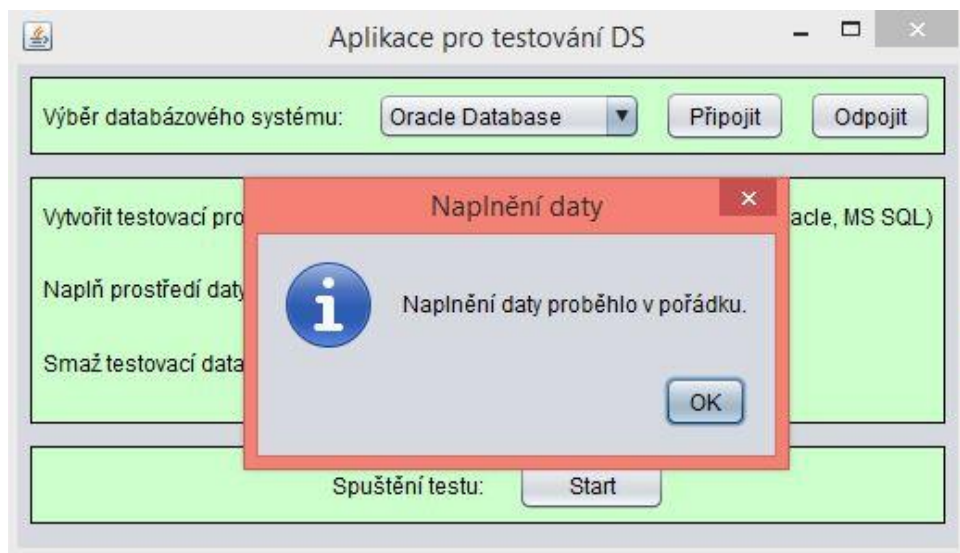 Aplikace pro testování DS
Výběr databázového systému: Oracle Database Připojit Odpojit
Naplnění daty
Vytvořit testovací acle, MS SQL)
Naplň prostředí daty
Naplnění daty proběhlo v pořádku.
Smaž testovací data
OK
Spuštění testu: Start